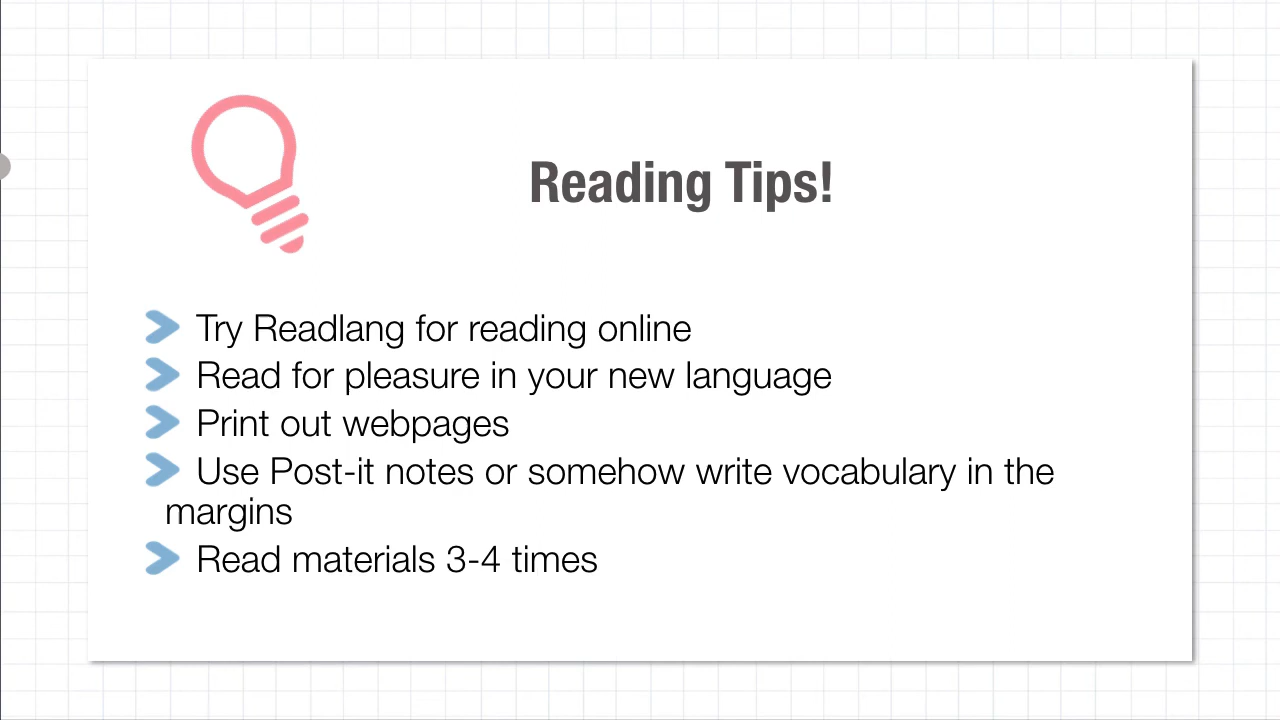 Reading Tips!
Try Readlang for reading online
Read for pleasure in your new language
Print out webpages
Use Post-it notes or somehow write vocabulary in the
margins
Read materials 3-4 times